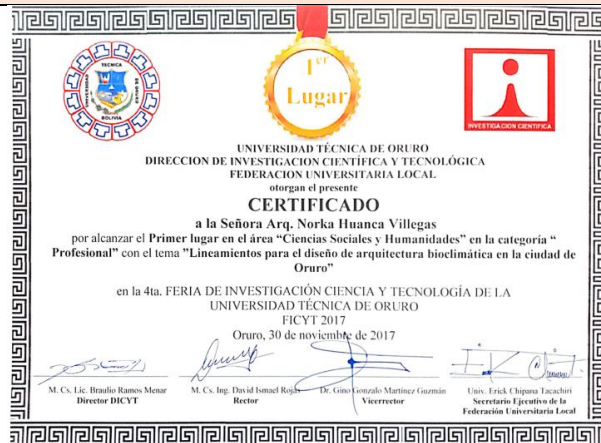 UNIVERSIDAD TECNICA DE ORURO
BOLIVIA
1er
Lugar
INVESTIGACION CIENTIFICA
UNIVERSIDAD TÉCNICA DE ORURO
DIRECCION DE INVESTIGACION CIENTÍFICA Y TECNOLÓGICA
FEDERACION UNIVERSITARIA LOCAL
otorgan el presente
CERTIFICADO
a la Señora Arq. Norka Huanca Villegas
por alcanzar el Primer lugar en el área “Ciencias Sociales y Humanidades” en la categoría “
Profesional” con el tema ”Lineamientos para el diseño de arquitectura bioclimática en la ciudad de
Oruro”
en la 4ta. FERIA DE INVESTIGACIÓN CIENCIA Y TECNOLOGÍA DE LA
UNIVERSIDAD TÉCNICA DE ORURO
FICYT 2017
Oruro, 30 de noviembre de 2017
M. Cs. Lic. Braulio Ramos Menar
Director DICYT
M. Cs. Ing. David Ismael Rojas
Rector
Dr. Gino Gonzalo Martínez Guzmán
Vicerrector
Univ. Erick Chipana Tacachiri
Secretario Ejecutivo de la
Federación Universitaria Local